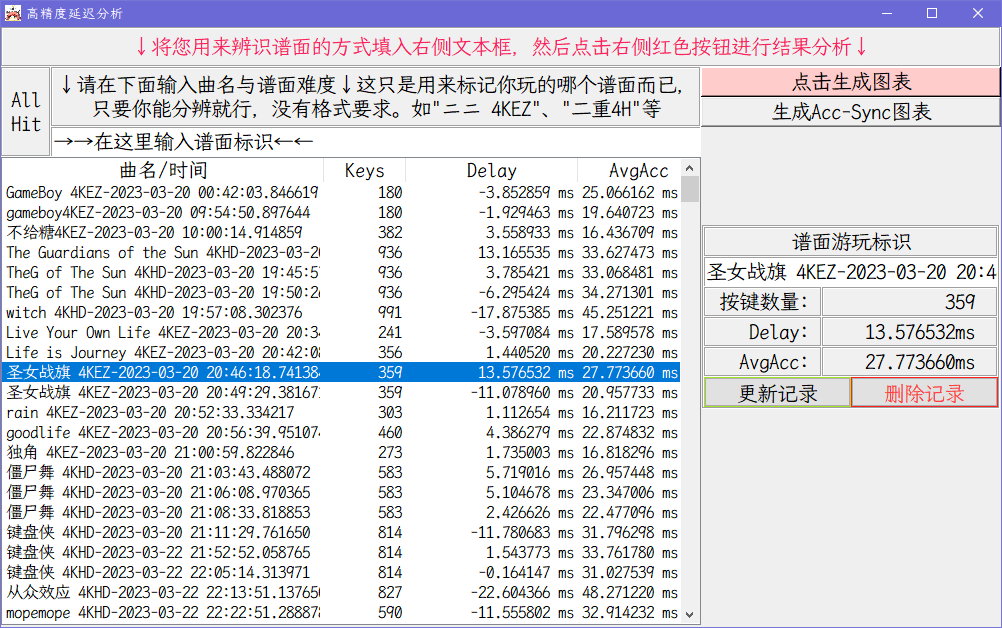 高精度延迟分析
↓将您用来辨识谱面的方式填入右侧文本框, 然后点击右侧红色按钮进行结果分析↓
All
Hit
↓请在下面输入曲名与谱面难度↓这只是用来标记你玩的哪个谱面而已,
只要你能分辨就行, 没有格式要求。如"ニニ 4KEZ"、"二重4H"等
→→在这里输入谱面标识←←
点击生成图表
生成Acc-Sync图表
曲名/时间 Keys Delay AvgAcc
GameBoy 4KEZ-2023-03-20 00:42:03.846619 180 -3.852859 ms 25.066162 ms
gameboy4KEZ-2023-03-20 09:54:50.897644 180 -1.929463 ms 19.640723 ms
不给糖4KEZ-2023-03-20 10:00:14.914859 382 3.558933 ms 16.436709 ms
The Guardians of the Sun 4KHD-2023-03-20 936 13.165535 ms 33.627473 ms
TheG of The Sun 4KHD-2023-03-20 19:45:57 936 3.785421 ms 33.068481 ms
TheG of The Sun 4KHD-2023-03-20 19:50:26 936 -6.295424 ms 34.271301 ms
witch 4KHD-2023-03-20 19:57:08.302376 991 -17.875385 ms 45.251221 ms
Live Your Own Life 4KEZ-2023-03-20 20:34 241 -3.597084 ms 17.589578 ms
Life is Journey 4KEZ-2023-03-20 20:42:08 356 1.440520 ms 20.227230 ms
圣女战旗 4KEZ-2023-03-20 20:46:18.741384 359 13.576532 ms 27.773660 ms
圣女战旗 4KEZ-2023-03-20 20:49:29.381671 359 -11.078960 ms 20.957733 ms
rain 4KEZ-2023-03-20 20:52:33.334217 303 1.112654 ms 16.211723 ms
goodlife 4KEZ-2023-03-20 20:56:39.951074 460 4.386279 ms 22.874832 ms
独角 4KEZ-2023-03-20 21:00:59.822846 273 1.735003 ms 16.818296 ms
僵尸舞 4KHD-2023-03-20 21:03:43.488072 583 5.719016 ms 26.957448 ms
僵尸舞 4KHD-2023-03-20 21:06:08.970365 583 5.104678 ms 23.347006 ms
僵尸舞 4KHD-2023-03-20 21:08:33.818853 583 2.426626 ms 22.477096 ms
键盘侠 4KHD-2023-03-20 21:11:29.761650 814 -11.780683 ms 31.796298 ms
键盘侠 4KHD-2023-03-22 21:52:52.058765 814 1.543773 ms 33.761780 ms
键盘侠 4KHD-2023-03-22 22:05:14.313971 814 -0.164147 ms 31.027539 ms
从众效应 4KHD-2023-03-22 22:13:51.137650 827 -22.604366 ms 48.271220 ms
mopemope 4KHD-2023-03-22 22:22:51.288878 590 -11.555802 ms 32.914232 ms
谱面游玩标识
圣女战旗 4KEZ-2023-03-20 20:4
按键数量: 359
Delay: 13.576532ms
AvgAcc: 27.773660ms
更新记录 删除记录